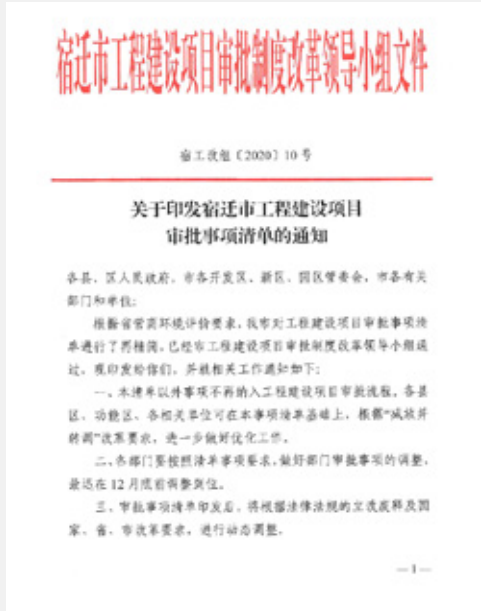 宿迁市工程建设项目审批制度改革领导小组文件
宿工改组〔2020〕10号
关于印发宿迁市工程建设项目
审批事项清单的通知
各县、区人民政府，市各开发区、新区、园区管委会，市各有关
部门和单位：
根据省营商环境评价要求，我市对工程建设项目审批事项清
单进行了再精简，已经市工程建设项目审批制度改革领导小组通
过，现印发给你们，并就相关工作通知如下：
一、本清单以外事项不再纳入工程建设项目审批流程。各县
区、功能区、各相关单位可在本事项清单基础上，根据“减放并
转调”改革要求，进一步做好优化工作。
二、各部门要按照清单事项要求，做好部门审批事项的调整，
最迟在12月底前调整到位。
三、审批事项清单印发后，将根据法律法规的立改废释及国
家、省、市改革要求，进行动态调整。
—1—